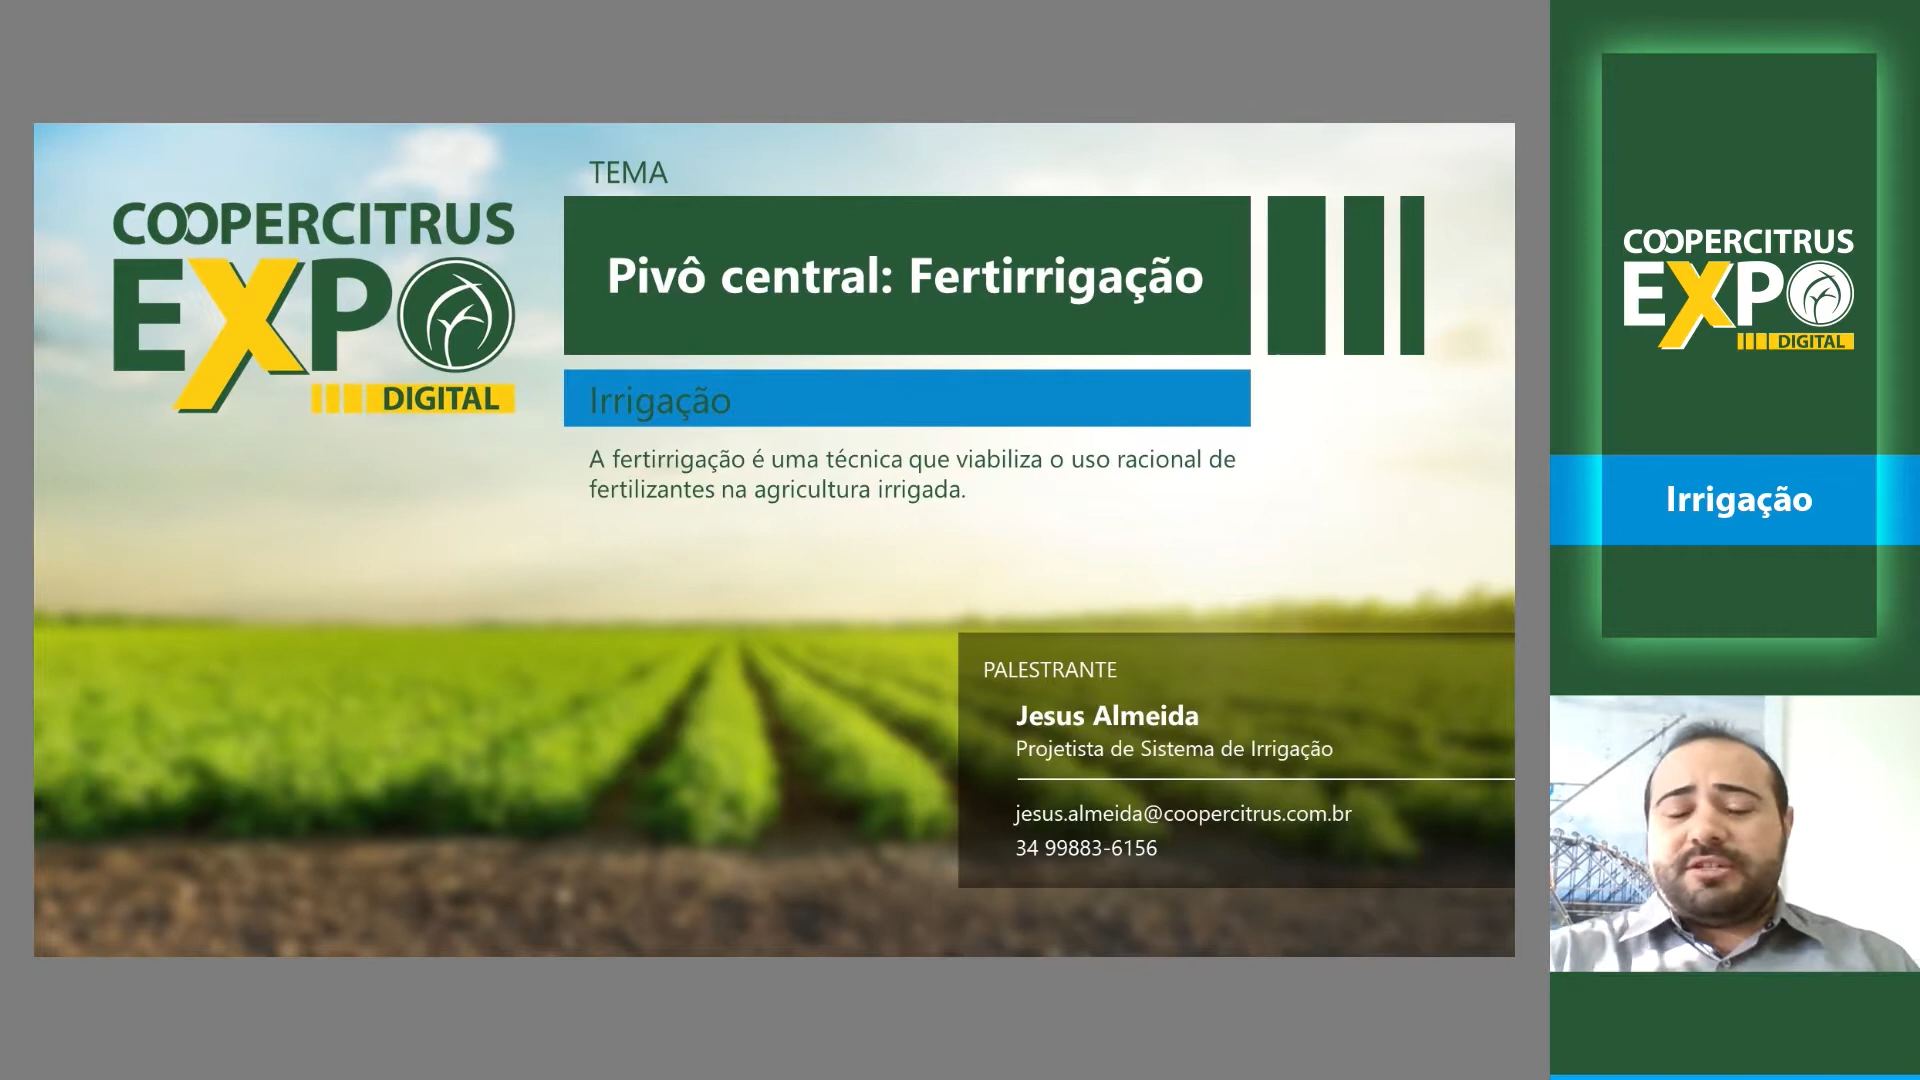 COOPERCITRUS
EXPO
DIGITAL
TEMA
Pivô central: Fertirrigação
Irrigação
A fertirrigação é uma técnica que viabiliza o uso racional de
fertilizantes na agricultura irrigada.
PALESTRANTE
Jesus Almeida
Projetista de Sistema de Irrigação
jesus.almeida@coopercitrus.com.br
34 99883-6156
COOPERCITRUS
EXPO
DIGITAL
Irrigação